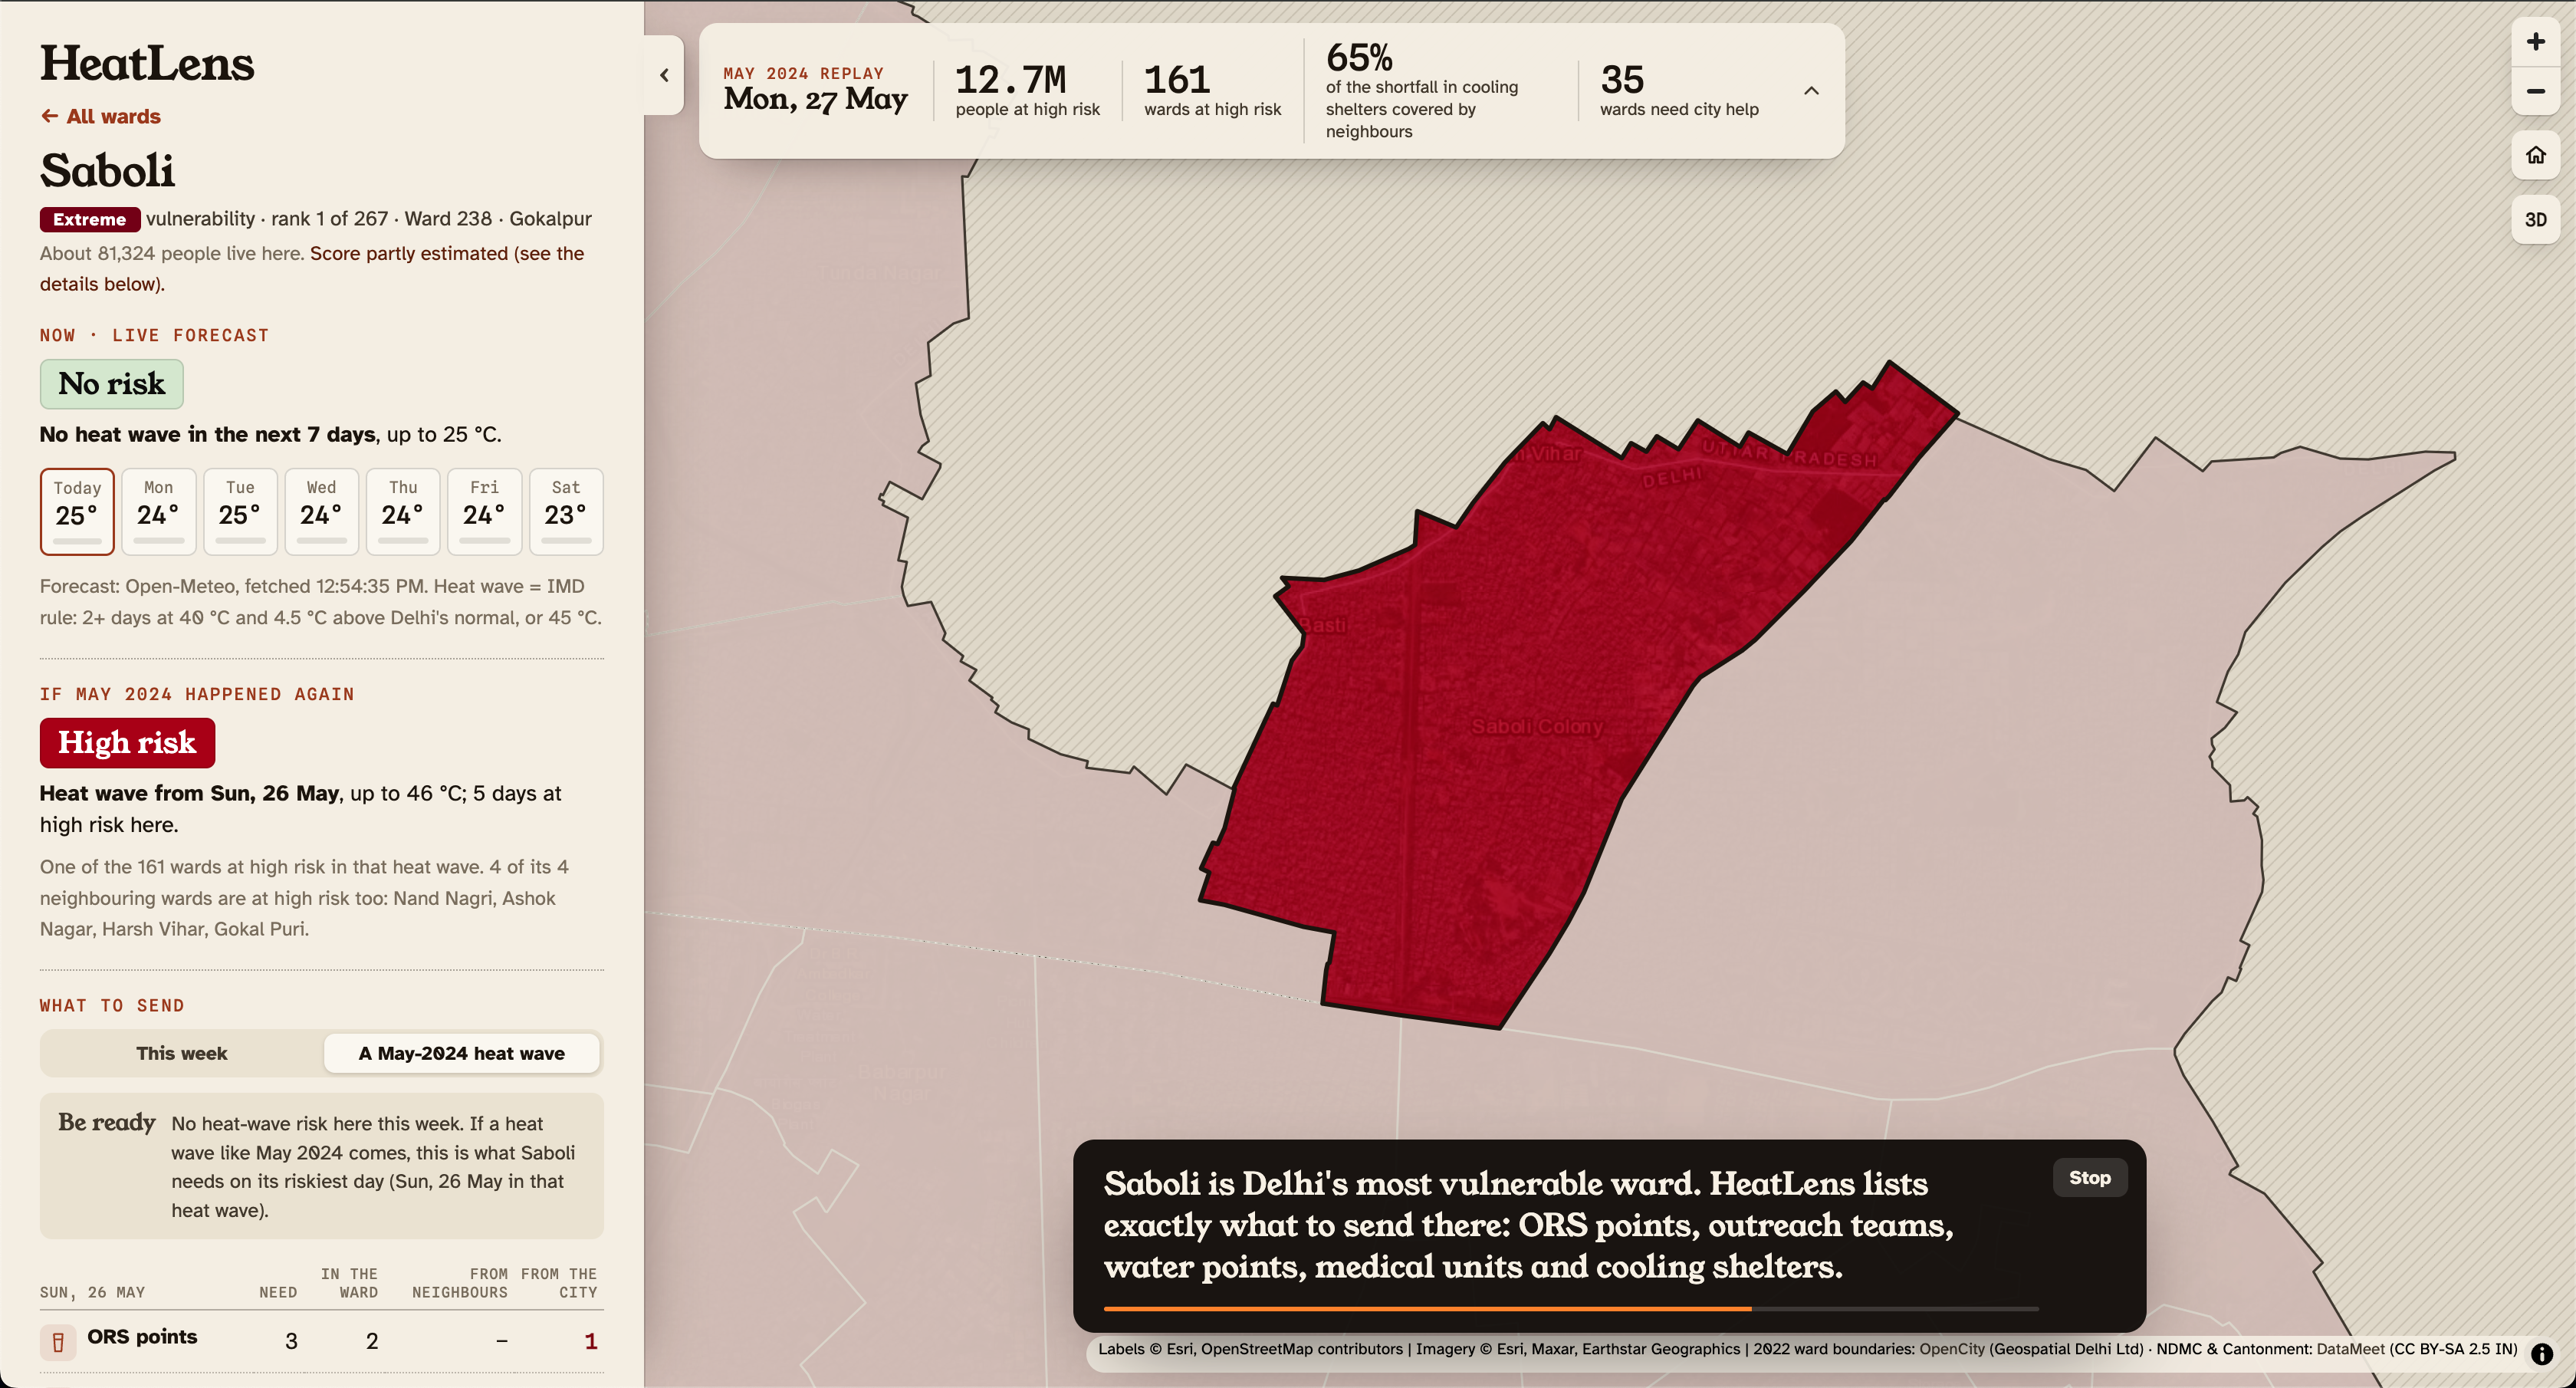 HeatLens
← All wards
Saboli
Extreme vulnerability · rank 1 of 267 · Ward 238 · Gokalpur
About 81,324 people live here. Score partly estimated (see the
details below).
NOW · LIVE FORECAST
No risk
No heat wave in the next 7 days, up to 25 °C.
Today Mon Tue Wed Thu Fri Sat
25° 24° 25° 24° 24° 24° 23°
Forecast: Open-Meteo, fetched 12:54:35 PM. Heat wave = IMD
rule: 2+ days at 40 °C and 4.5 °C above Delhi's normal, or 45 °C.
IF MAY 2024 HAPPENED AGAIN
High risk
Heat wave from Sun, 26 May, up to 46 °C; 5 days at
high risk here.
One of the 161 wards at high risk in that heat wave. 4 of its 4
neighbouring wards are at high risk too: Nand Nagri, Ashok
Nagar, Harsh Vihar, Gokal Puri.
WHAT TO SEND
This week A May-2024 heat wave
Be ready No heat-wave risk here this week. If a heat
wave like May 2024 comes, this is what Saboli
needs on its riskiest day (Sun, 26 May in that
heat wave).
SUN, 26 MAY NEED IN THE WARD FROM NEIGHBOURS FROM THE CITY
ORS points 3 2 – 1
MAY 2024 REPLAY
Mon, 27 May
12.7M
people at high risk
161
wards at high risk
65%
of the shortfall in cooling
shelters covered by
neighbours
35
wards need city help
+
−
3D
Vihar
UTTAR PRADESH
DELHI
Basti
Saboli Colony
Saboli is Delhi's most vulnerable ward. HeatLens lists
exactly what to send there: ORS points, outreach teams,
water points, medical units and cooling shelters.
Stop
Labels © Esri, OpenStreetMap contributors | Imagery © Esri, Maxar, Earthstar Geographics | 2022 ward boundaries: OpenCity (Geospatial Delhi Ltd) · NDMC & Cantonment: DataMeet (CC BY-SA 2.5 IN)